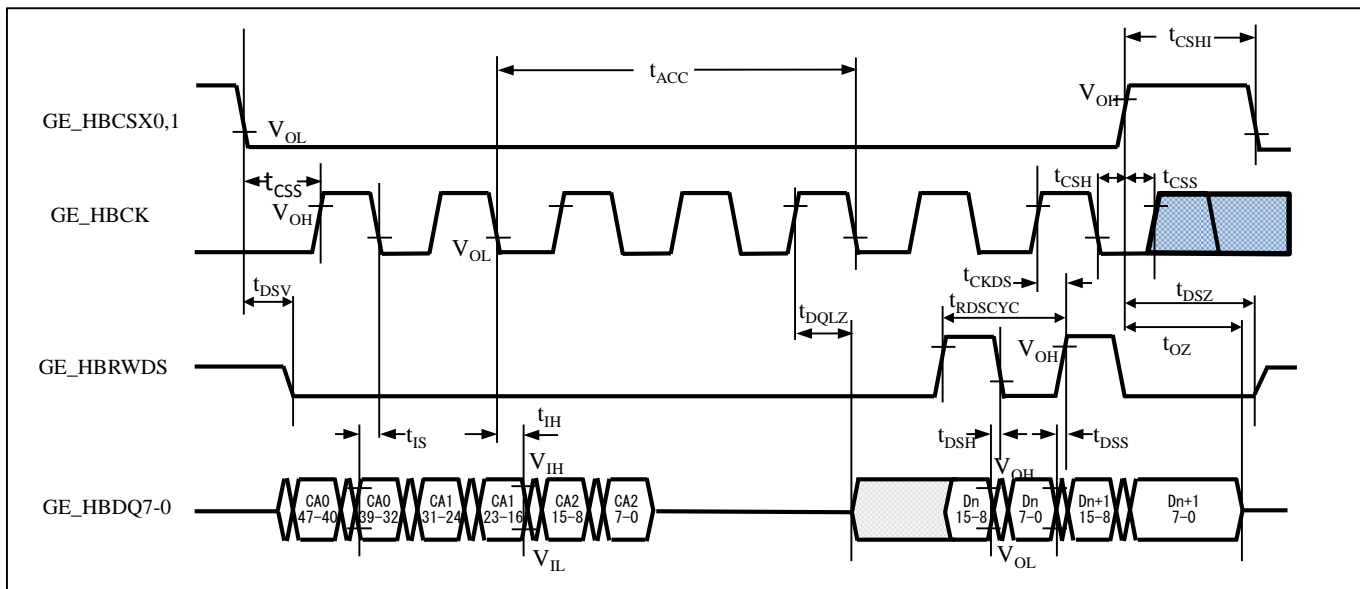 tCSHI
tACC
VOH
GE_HBCSX0,1
VOL
tCSS
tCSH
tCSS
VOH
GE_HBCK
VOL
tCKDS
tDSV
tDSZ
tRDSCYC
tDQLZ
tOZ
VOH
GE_HBRWDS
tIH
tIS
tDSH
tDSS
VIH
VOH
GE_HBDQ7-0
CA0 47-40
CA0 39-32
CA1 31-24
CA1 23-16
CA2 15-8
CA2 7-0
Dn 15-8
Dn 7-0
Dn+1 15-8
Dn+1 7-0
VIL
VOL